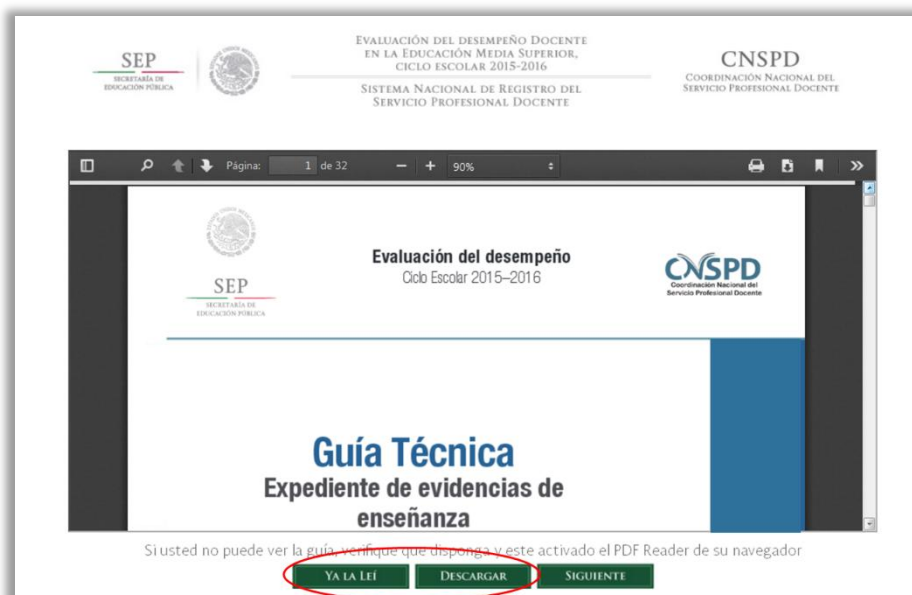 SEP
SECRETARÍA DE
EDUCACIÓN PÚBLICA
EVALUACIÓN DEL DESEMPEÑO DOCENTE
EN LA EDUCACIÓN MEDIA SUPERIOR,
CICLO ESCOLAR 2015-2016
SISTEMA NACIONAL DE REGISTRO DEL
SERVICIO PROFESIONAL DOCENTE
CNSPD
COORDINACIÓN NACIONAL DEL
SERVICIO PROFESIONAL DOCENTE
Página: 1 de 32 90%
SEP
SECRETARÍA DE
EDUCACIÓN PÚBLICA
Evaluación del desempeño
Ciclo Escolar 2015–2016
CNSPD
Coordinación Nacional del
Servicio Profesional Docente
Guía Técnica
Expediente de evidencias de
enseñanza
Si usted no puede ver la guía, verifique que disponga y este activado el PDF Reader de su navegador
YA LA LEÍ DESCARGAR SIGUIENTE